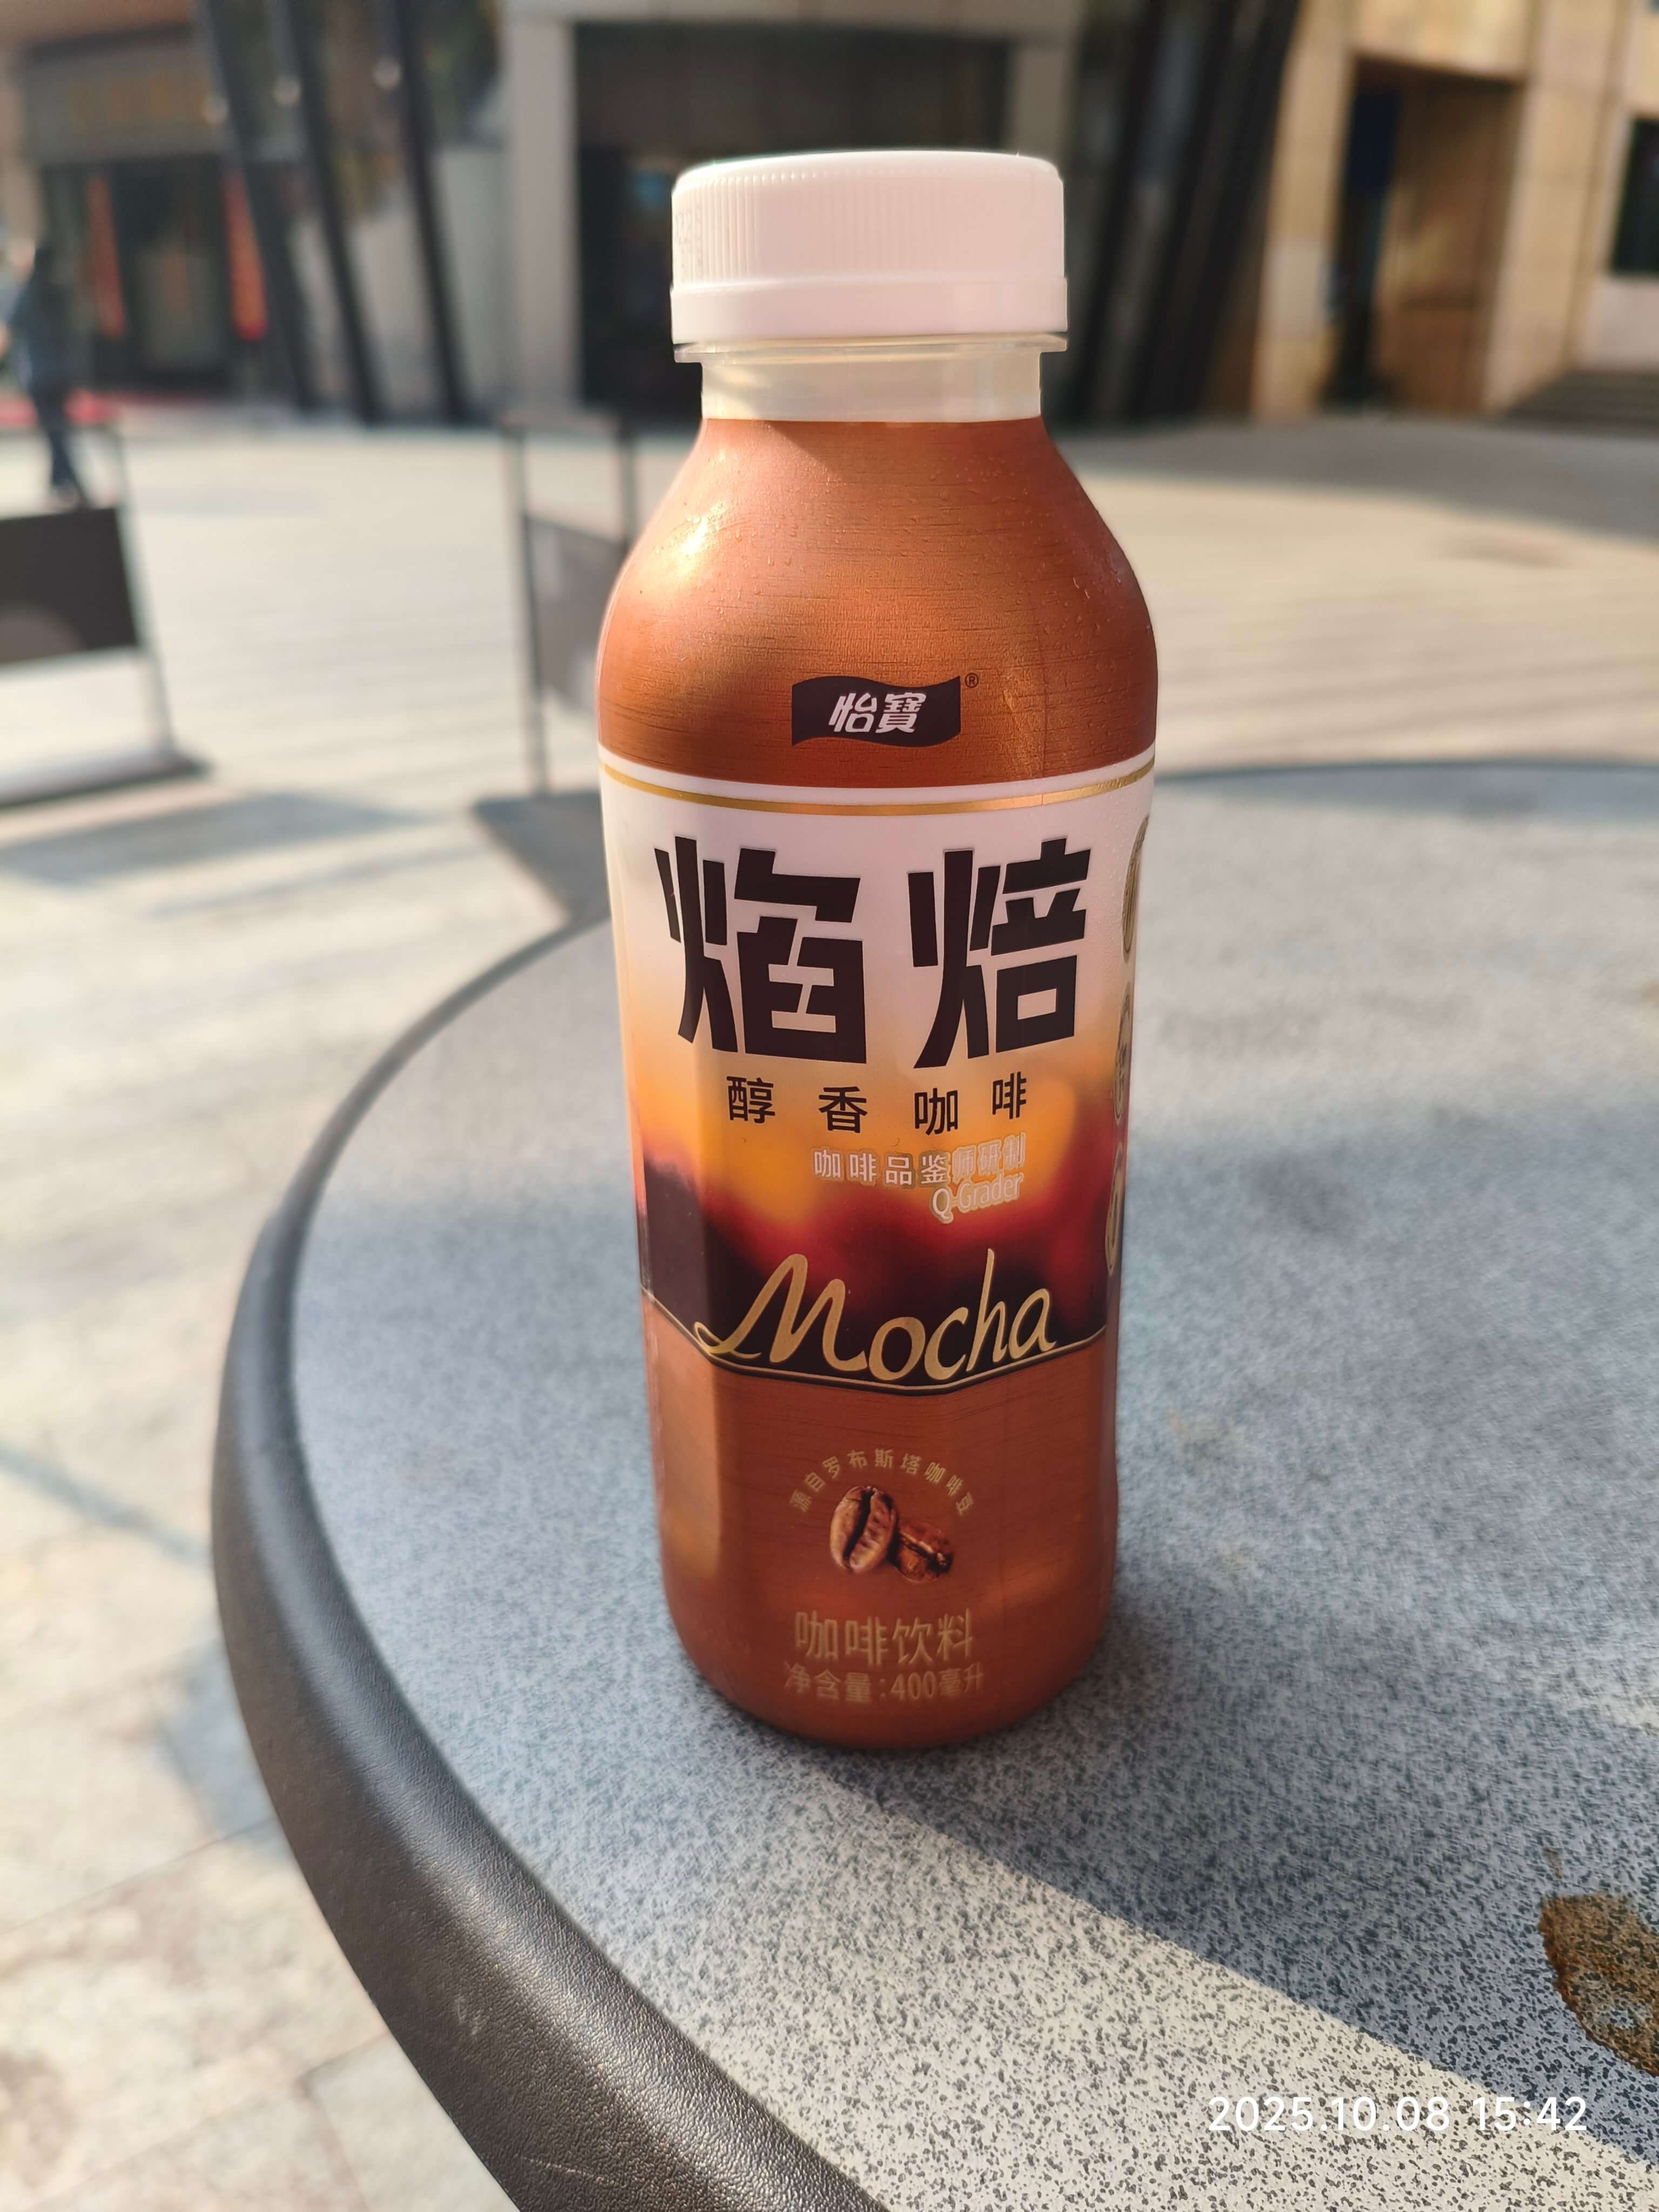 怡寶®
焰焙
醇香咖啡
咖啡品鉴师研制
Q-Grader
Mocha
源自罗布斯塔咖啡豆
咖啡饮料
净含量:400毫升
2025.10.08 15:42